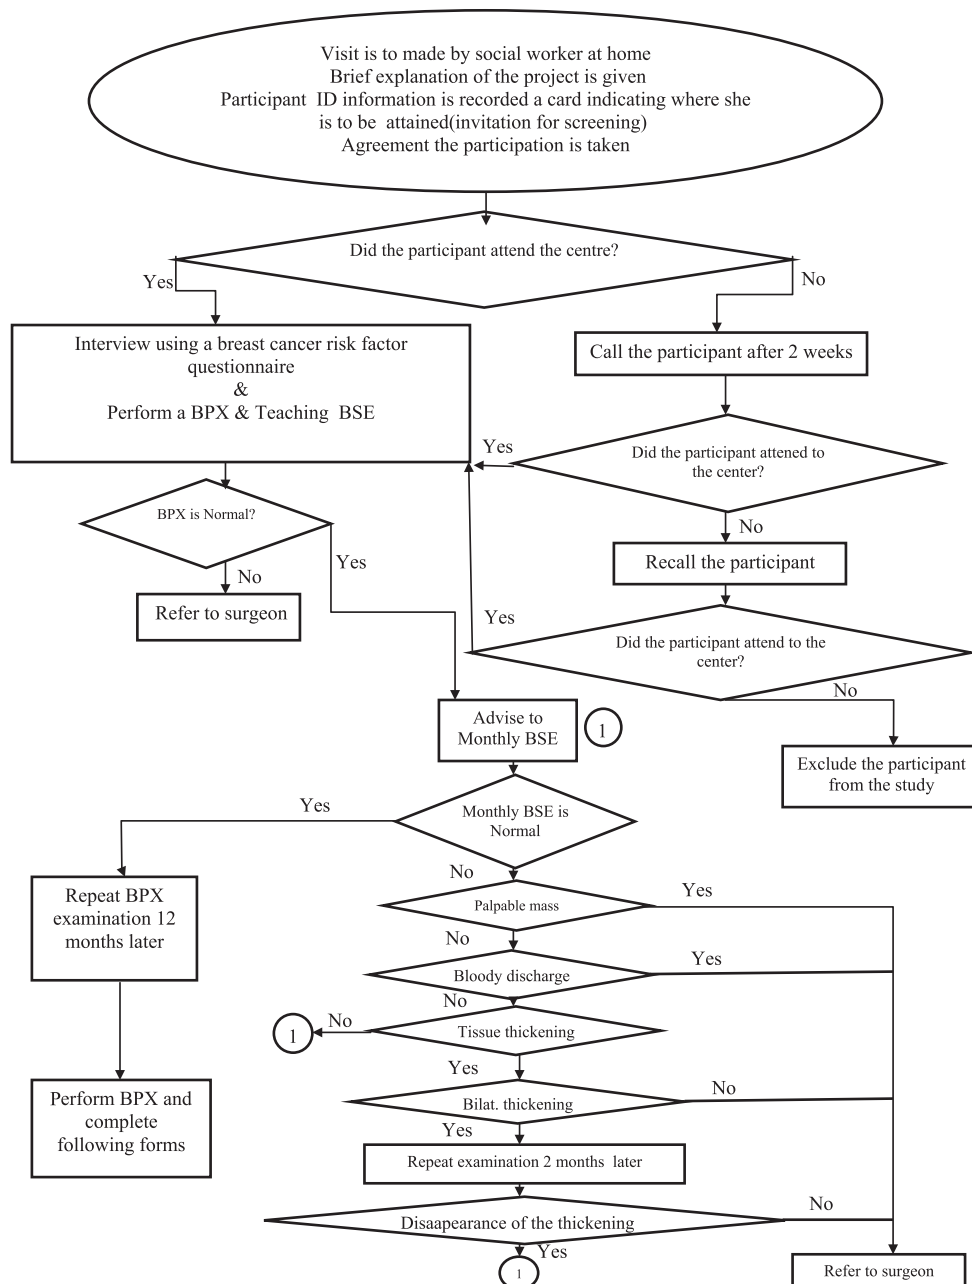 Visit is to made by social worker at home
Brief explanation of the project is given
Participant ID information is recorded a card indicating where she
is to be attained(invitation for screening)
Agreement the participation is taken
Did the participant attend the centre?
Yes
No
Interview using a breast cancer risk factor
questionnaire
&
Perform a BPX & Teaching BSE
Call the participant after 2 weeks
Yes
Did the participant attened to
the center?
BPX is Normal?
No
Yes
Recall the participant
No
Refer to surgeon
Yes
Did the participant attend to the
center?
No
Advise to
Monthly BSE
1
Exclude the participant
from the study
Yes
Monthly BSE is
Normal
No
Yes
Repeat BPX
examination 12
months later
Palpable mass
No
Yes
Bloody discharge
No
1
No
Tissue thickening
Yes
No
Perform BPX and
complete
following forms
Bilat. thickening
Yes
Repeat examination 2 months later
No
Disaapearance of the thickening
Yes
1
Refer to surgeon